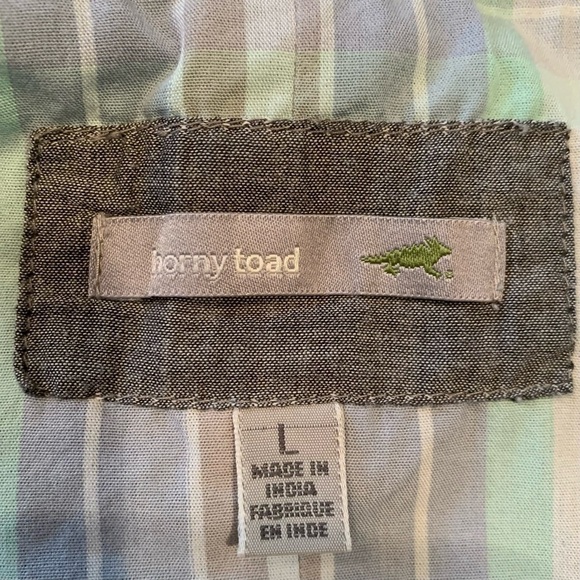 horny toad
L
MADE IN
INDIA
FABRIQUE
EN INDE